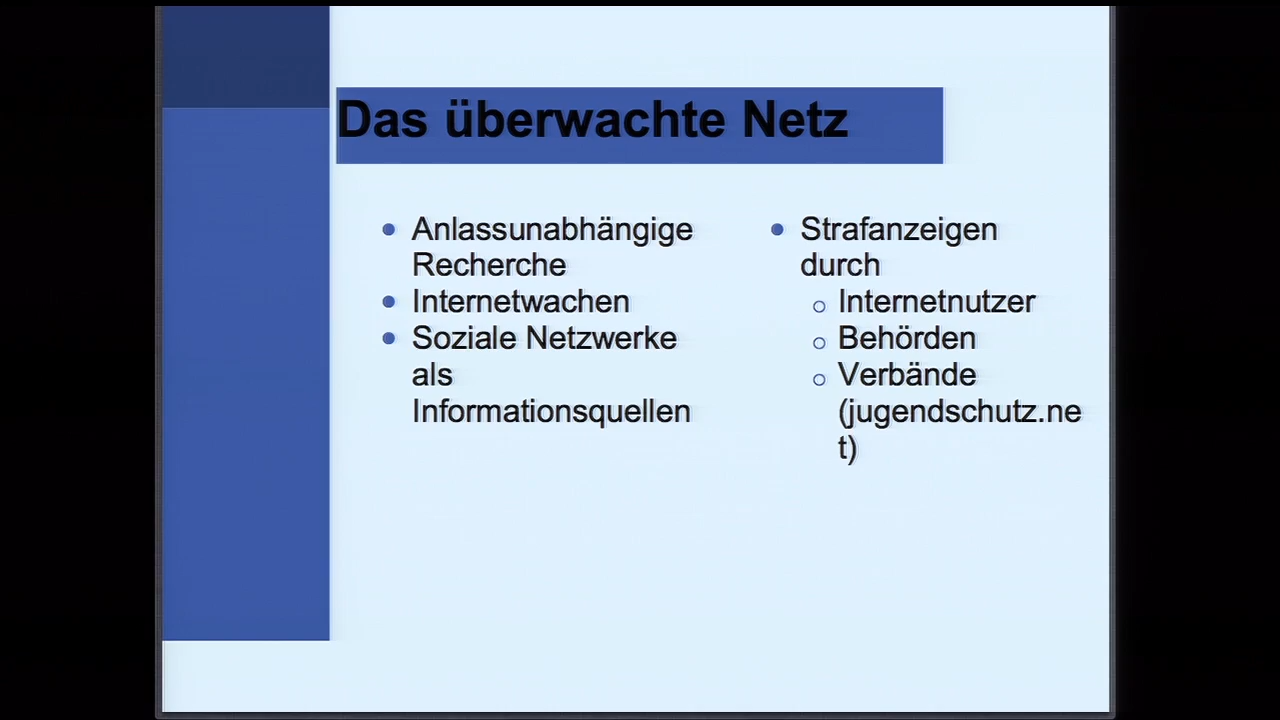 Das überwachte Netz
Anlassunabhängige
Recherche
Internetwachen
Soziale Netzwerke
als
Informationsquellen
Strafanzeigen
durch
Internetnutzer
Behörden
Verbände
(jugendschutz.ne
t)